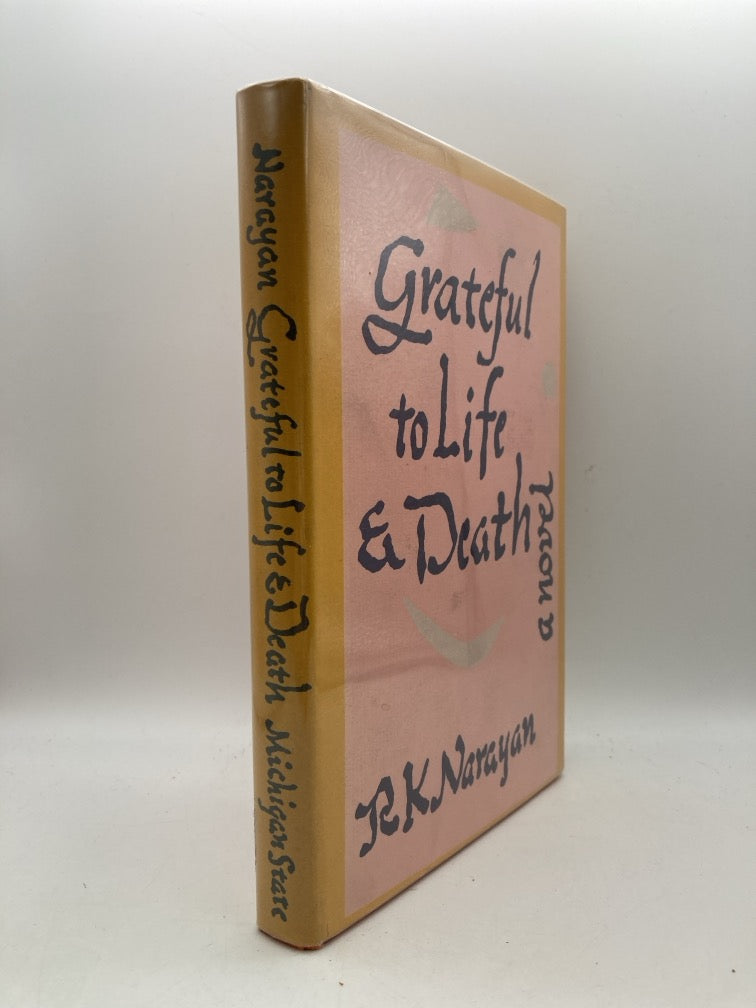 Narayan Grateful to Life & Death Michigan State
Grateful
to Life
& Death
a novel
R K Narayan